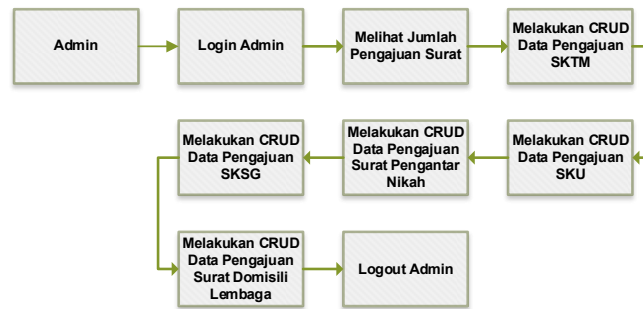 Admin
Login Admin
Melihat Jumlah
Pengajuan Surat
Melakukan CRUD
Data Pengajuan
SKTM
Melakukan CRUD
Data Pengajuan
SKU
Melakukan CRUD
Data Pengajuan
Surat Pengantar
Nikah
Melakukan CRUD
Data Pengajuan
SKSG
Melakukan CRUD
Data Pengajuan
Surat Domisili
Lembaga
Logout Admin